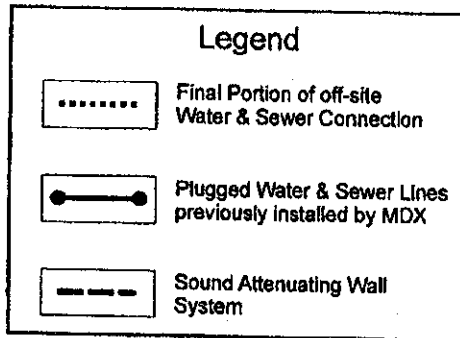 Legend
Final Portion of off-site
Water & Sewer Connection
Plugged Water & Sewer Lines
previously installed by MDX
Sound Attenuating Wall
System